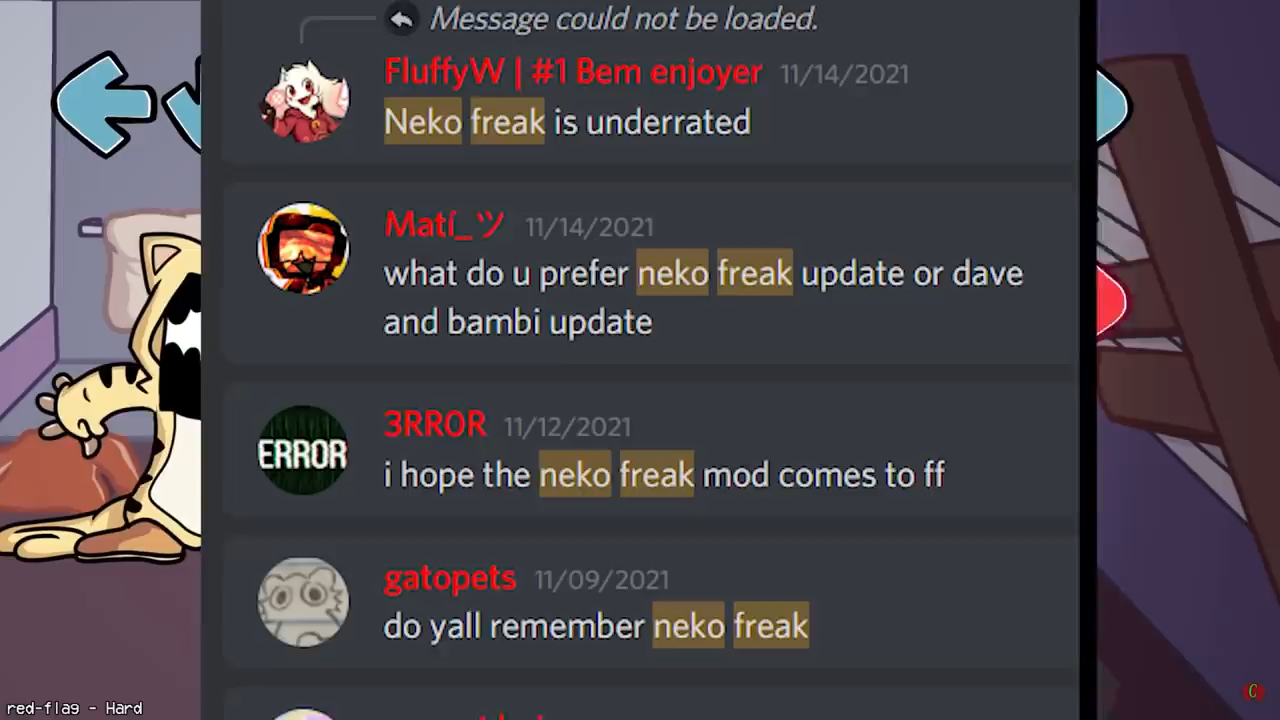 Message could not be loaded.
FluffyW | #1 Bem enjoyer 11/14/2021
Neko freak is underrated
Matí_ツ 11/14/2021
what do u prefer neko freak update or dave
and bambi update
3RR0R 11/12/2021
ERROR
i hope the neko freak mod comes to ff
gatopets 11/09/2021
do yall remember neko freak
red-flag - Hard
C